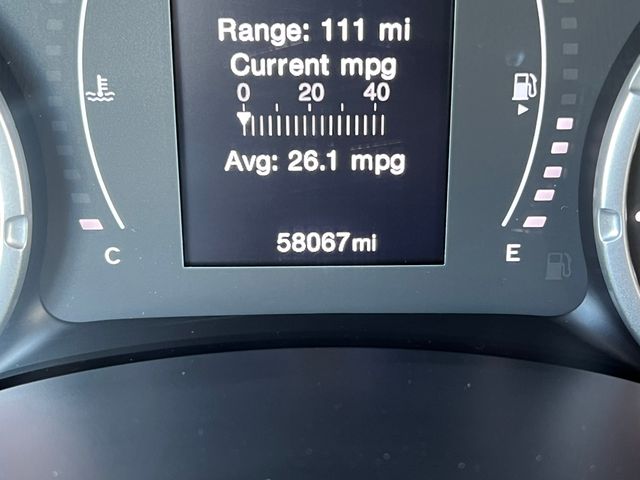 Range: 111 mi
Current mpg
0 20 40
Avg: 26.1 mpg
58067mi
C
E